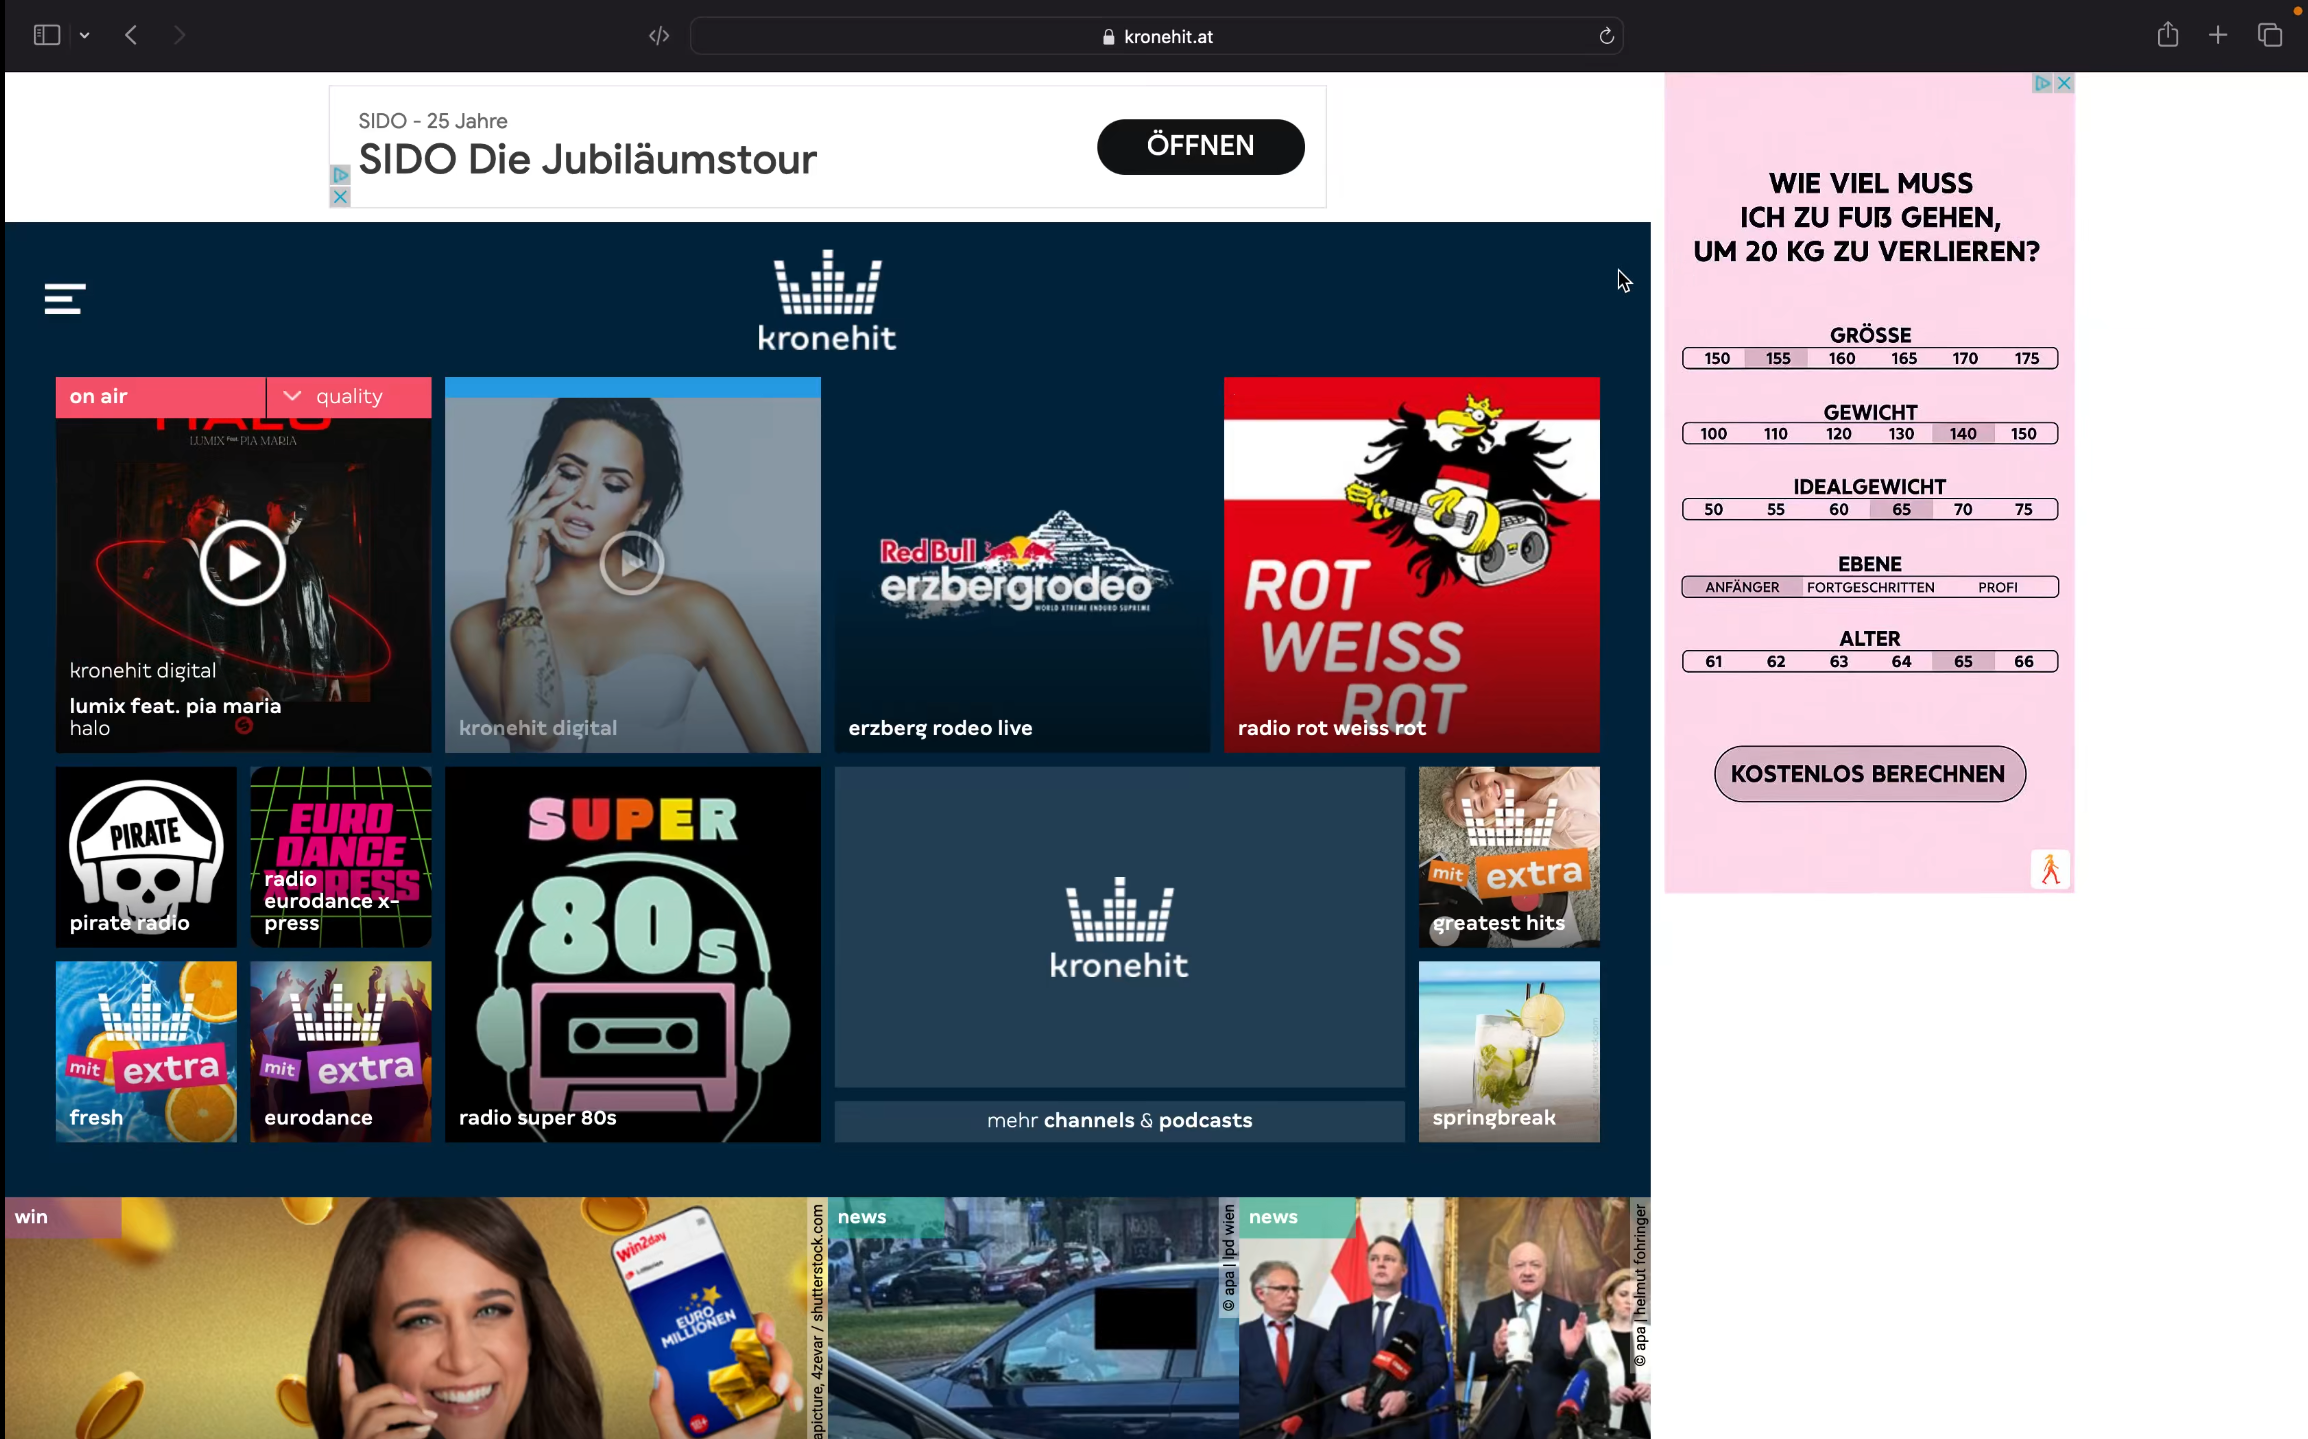 kronehit.at
SIDO - 25 Jahre
SIDO Die Jubiläumstour
ÖFFNEN
WIE VIEL MUSS
ICH ZU FUẞ GEHEN,
UM 20 KG ZU VERLIEREN?
GRÖSSE
150 155 160 165 170 175
GEWICHT
100 110 120 130 140 150
IDEALGEWICHT
50 55 60 65 70 75
EBENE
ANFÄNGER FORTGESCHRITTEN PROFI
ALTER
61 62 63 64 65 66
KOSTENLOS BERECHNEN
kronehit
on air
quality
HALO
LUMIX Feat. PIA MARIA
kronehit digital
lumix feat. pia maria
halo
kronehit digital
Red Bull
erzbergrodeo
WORLD XTREME ENDURO SUPREME
erzberg rodeo live
ROT
WEISS
ROT
radio rot weiss rot
PIRATE
pirate radio
EURO
DANCE
X-PRESS
radio
eurodance x-
press
SUPER
80s
radio super 80s
kronehit
mehr channels & podcasts
mit extra
greatest hits
mit extra
fresh
mit extra
eurodance
springbreak
win
Win2day
Lotterien
EURO
MILLIONEN
18+
apicture, 4zevar / shutterstock.com
news
© apa | lpd wien
news
© apa | helmut fohringer